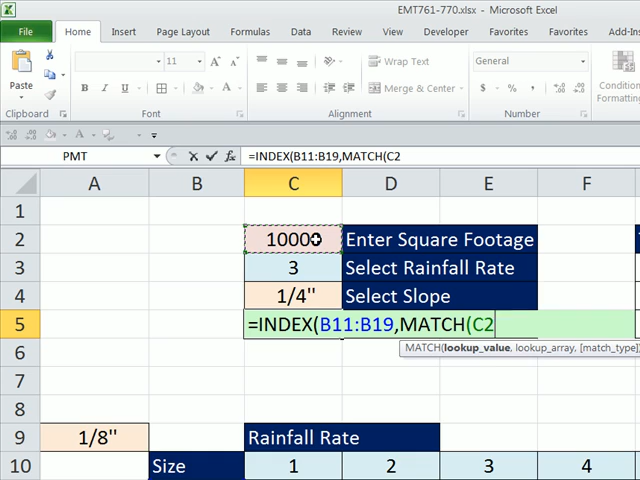 EMT761-770.xlsx - Microsoft Excel
File Home Insert Page Layout Formulas Data Review View Developer Favorites Favorites Add-Ins
Paste
11
Wrap Text
General
Merge & Center
Conditional
Formatting
Clipboard Font Alignment Number
PMT =INDEX(B11:B19,MATCH(C2
A B C D E F
1
2 10000 Enter Square Footage
3 3 Select Rainfall Rate
4 1/4" Select Slope
5 =INDEX(B11:B19,MATCH(C2
6
MATCH(lookup_value, lookup_array, [match_type])
7
8
9 1/8" Rainfall Rate
10 Size 1 2 3 4